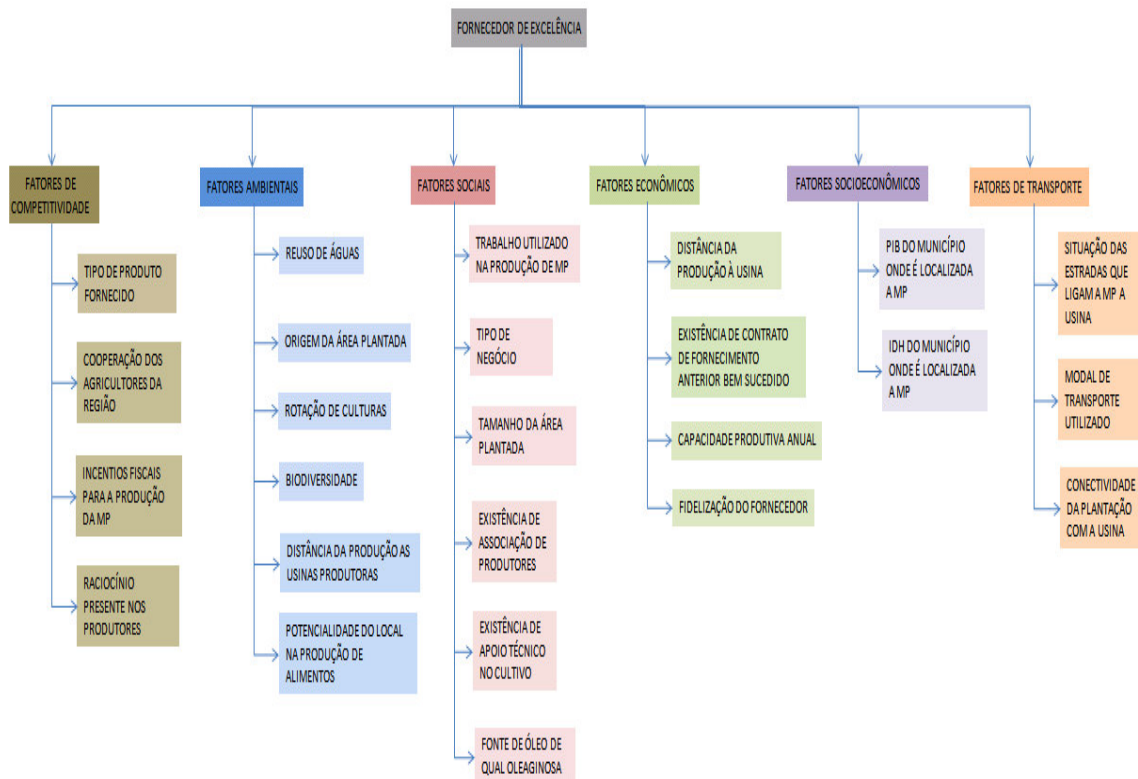 FORNECEDOR DE EXCELÊNCIA
FATORES DE
COMPETITIVIDADE
TIPO DE PRODUTO
FORNECIDO
COOPERAÇÃO DOS
AGRICULTORES DA
REGIÃO
INCENTIOS FISCAIS
PARA A PRODUÇÃO
DA MP
RACIOCÍNIO
PRESENTE NOS
PRODUTORES
FATORES AMBIENTAIS
REUSO DE ÁGUAS
ORIGEM DA ÁREA PLANTADA
ROTAÇÃO DE CULTURAS
BIODIVERSIDADE
DISTÂNCIA DA PRODUÇÃO AS
USINAS PRODUTORAS
POTENCIALIDADE DO LOCAL
NA PRODUÇÃO DE
ALIMENTOS
FATORES SOCIAIS
TRABALHO UTILIZADO
NA PRODUÇÃO DE MP
TIPO DE
NEGÓCIO
TAMANHO DA ÁREA
PLANTADA
EXISTÊNCIA DE
ASSOCIAÇÃO DE
PRODUTORES
EXISTÊNCIA DE
APOIO TÉCNICO
NO CULTIVO
FONTE DE ÓLEO DE
QUAL OLEAGINOSA
FATORES ECONÔMICOS
DISTÂNCIA DA
PRODUÇÃO À USINA
EXISTÊNCIA DE CONTRATO
DE FORNECIMENTO
ANTERIOR BEM SUCEDIDO
CAPACIDADE PRODUTIVA ANUAL
FIDELIZAÇÃO DO FORNECEDOR
FATORES SOCIOECONÔMICOS
PIB DO MUNICÍPIO
ONDE É LOCALIZADA
A MP
IDH DO MUNICÍPIO
ONDE É LOCALIZADA
A MP
FATORES DE TRANSPORTE
SITUAÇÃO DAS
ESTRADAS QUE
LIGAM A MP A
USINA
MODAL DE
TRANSPORTE
UTILIZADO
CONECTIVIDADE
DA PLANTAÇÃO
COM A USINA